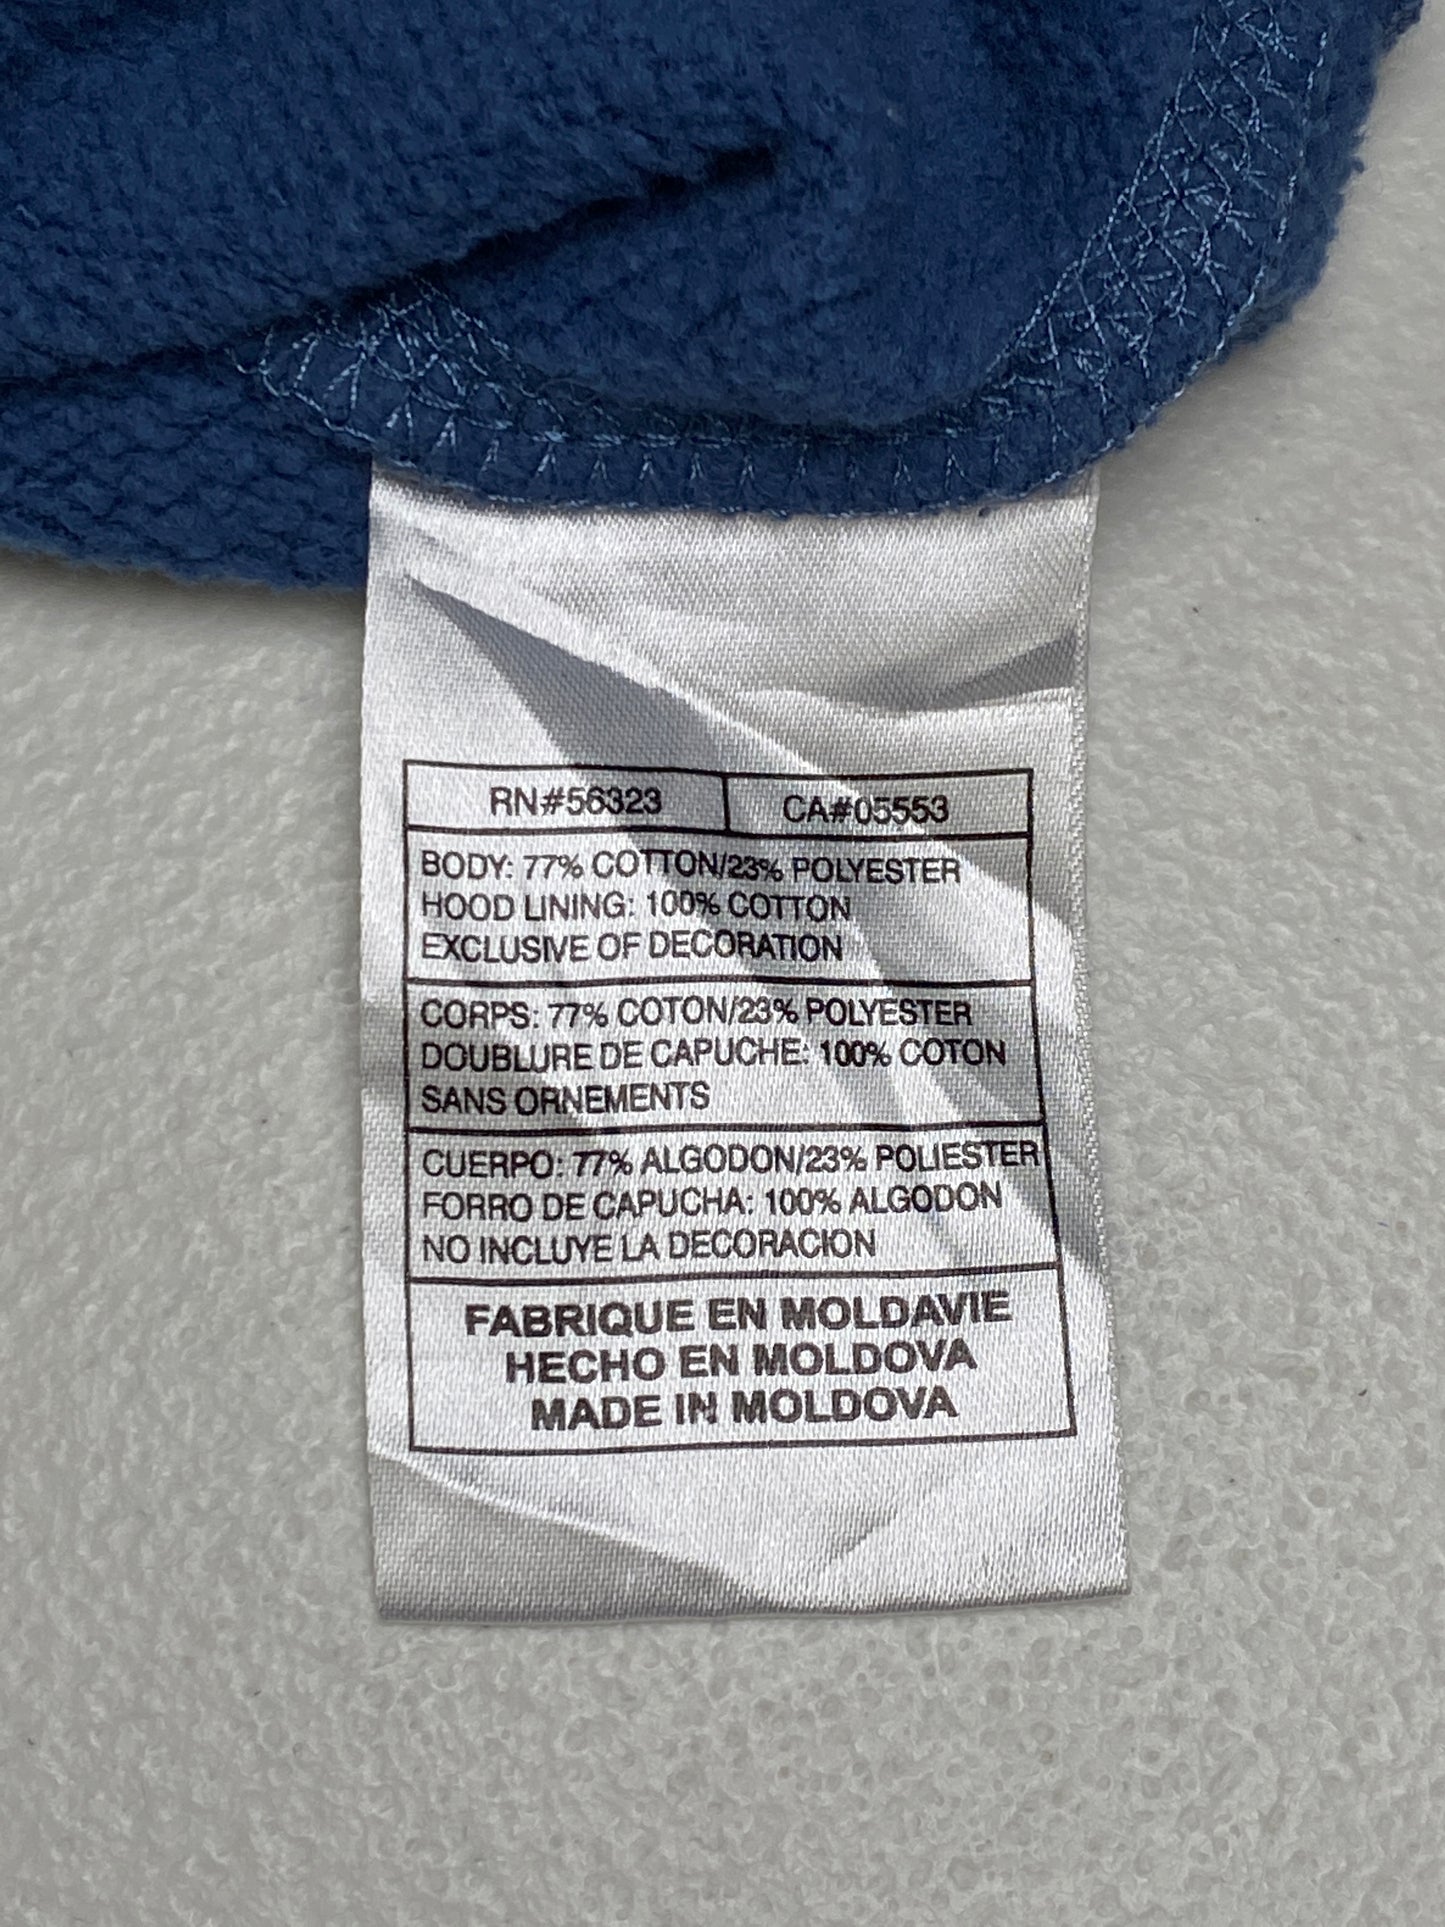 RN#56323 CA#05553
BODY: 77% COTTON/23% POLYESTER
HOOD LINING: 100% COTTON
EXCLUSIVE OF DECORATION
CORPS: 77% COTON/23% POLYESTER
DOUBLURE DE CAPUCHE: 100% COTON
SANS ORNEMENTS
CUERPO: 77% ALGODON/23% POLIESTER
FORRO DE CAPUCHA: 100% ALGODON
NO INCLUYE LA DECORACION
FABRIQUE EN MOLDAVIE
HECHO EN MOLDOVA
MADE IN MOLDOVA